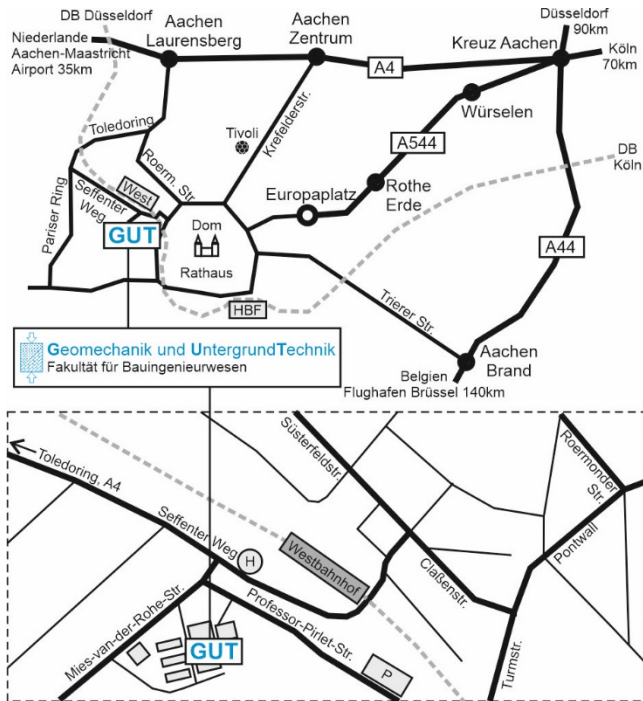 DB Düsseldorf
Niederlande
Aachen-Maastricht
Airport 35km
Aachen
Laurensberg
Aachen
Zentrum
Kreuz Aachen
Düsseldorf
90km
Köln
70km
A4
Toledoring
Roerm. Str.
Tivoli
Krefelderstr.
A544
Würselen
DB
Köln
Pariser Ring
Seffenter
Weg
West
Europaplatz
Rothe
Erde
GUT
Dom
Rathaus
A44
HBF
Trierer Str.
Aachen
Brand
Belgien
Flughafen Brüssel 140km
Geomechanik und UntergrundTechnik
Fakultät für Bauingenieurwesen
Toledoring, A4
Seffenter Weg
H
Süsterfeldstr.
Westbahnhof
Claßenstr.
Roermonder
Str.
Pontwall
Turmstr.
Mies-van-der-Rohe-Str.
Professor-Pirlet-Str.
GUT
P